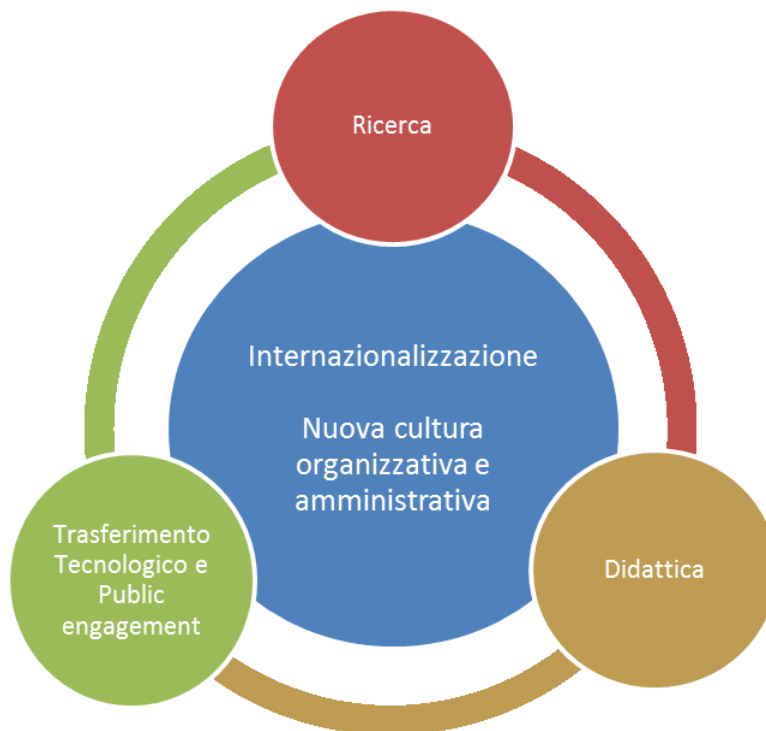 Ricerca
Internazionalizzazione
Nuova cultura
organizzativa e
amministrativa
Trasferimento
Tecnologico e
Public
engagement
Didattica